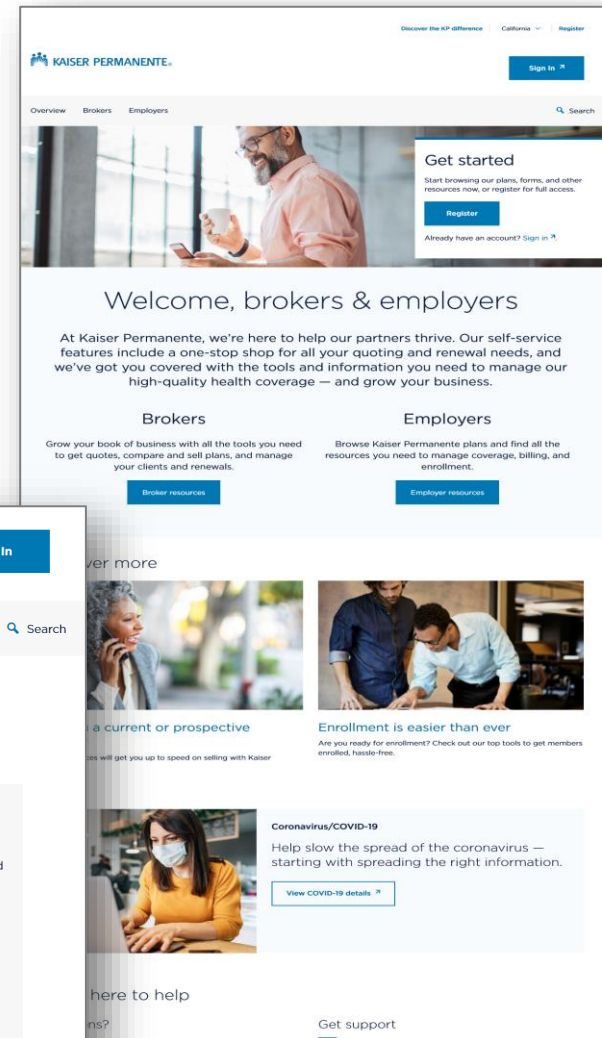 Discover the KP difference California Register
KAISER PERMANENTE®
Sign In
Overview Brokers Employers Search
Get started
Start browsing our plans, forms, and other
resources now, or register for full access.
Register
Already have an account? Sign in
Welcome, brokers & employers
At Kaiser Permanente, we're here to help our partners thrive. Our self-service
features include a one-stop shop for all your quoting and renewal needs, and
we've got you covered with the tools and information you need to manage our
high-quality health coverage — and grow your business.
Brokers
Grow your book of business with all the tools you need
to get quotes, compare and sell plans, and manage
your clients and renewals.
Broker resources
Employers
Browse Kaiser Permanente plans and find all the
resources you need to manage coverage, billing, and
enrollment.
Employer resources
In
Search
more
a current or prospective
will get you up to speed on selling with Kaiser
Enrollment is easier than ever
Are you ready for enrollment? Check out our top tools to get members
enrolled, hassle-free.
Coronavirus/COVID-19
Help slow the spread of the coronavirus —
starting with spreading the right information.
View COVID-19 details
here to help
Get support